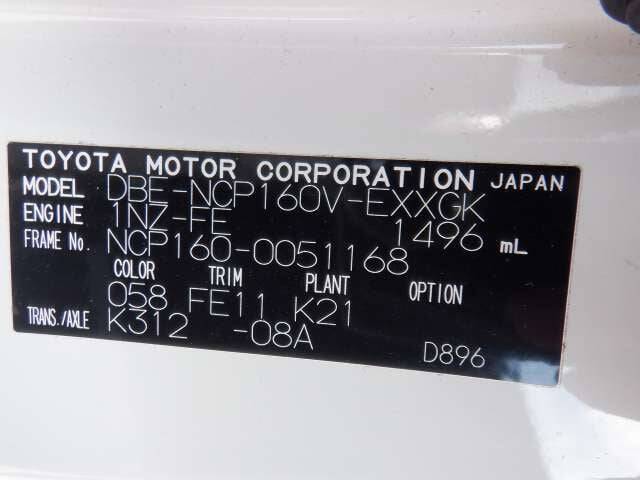 TOYOTA MOTOR CORPORATION JAPAN
MODEL DBE-NCP160V-EXXGK
ENGINE 1NZ-FE 1496 mL
FRAME No. NCP160-0051168
COLOR TRIM PLANT OPTION
058 FE11 K21
TRANS./AXLE K312 -08A
D896